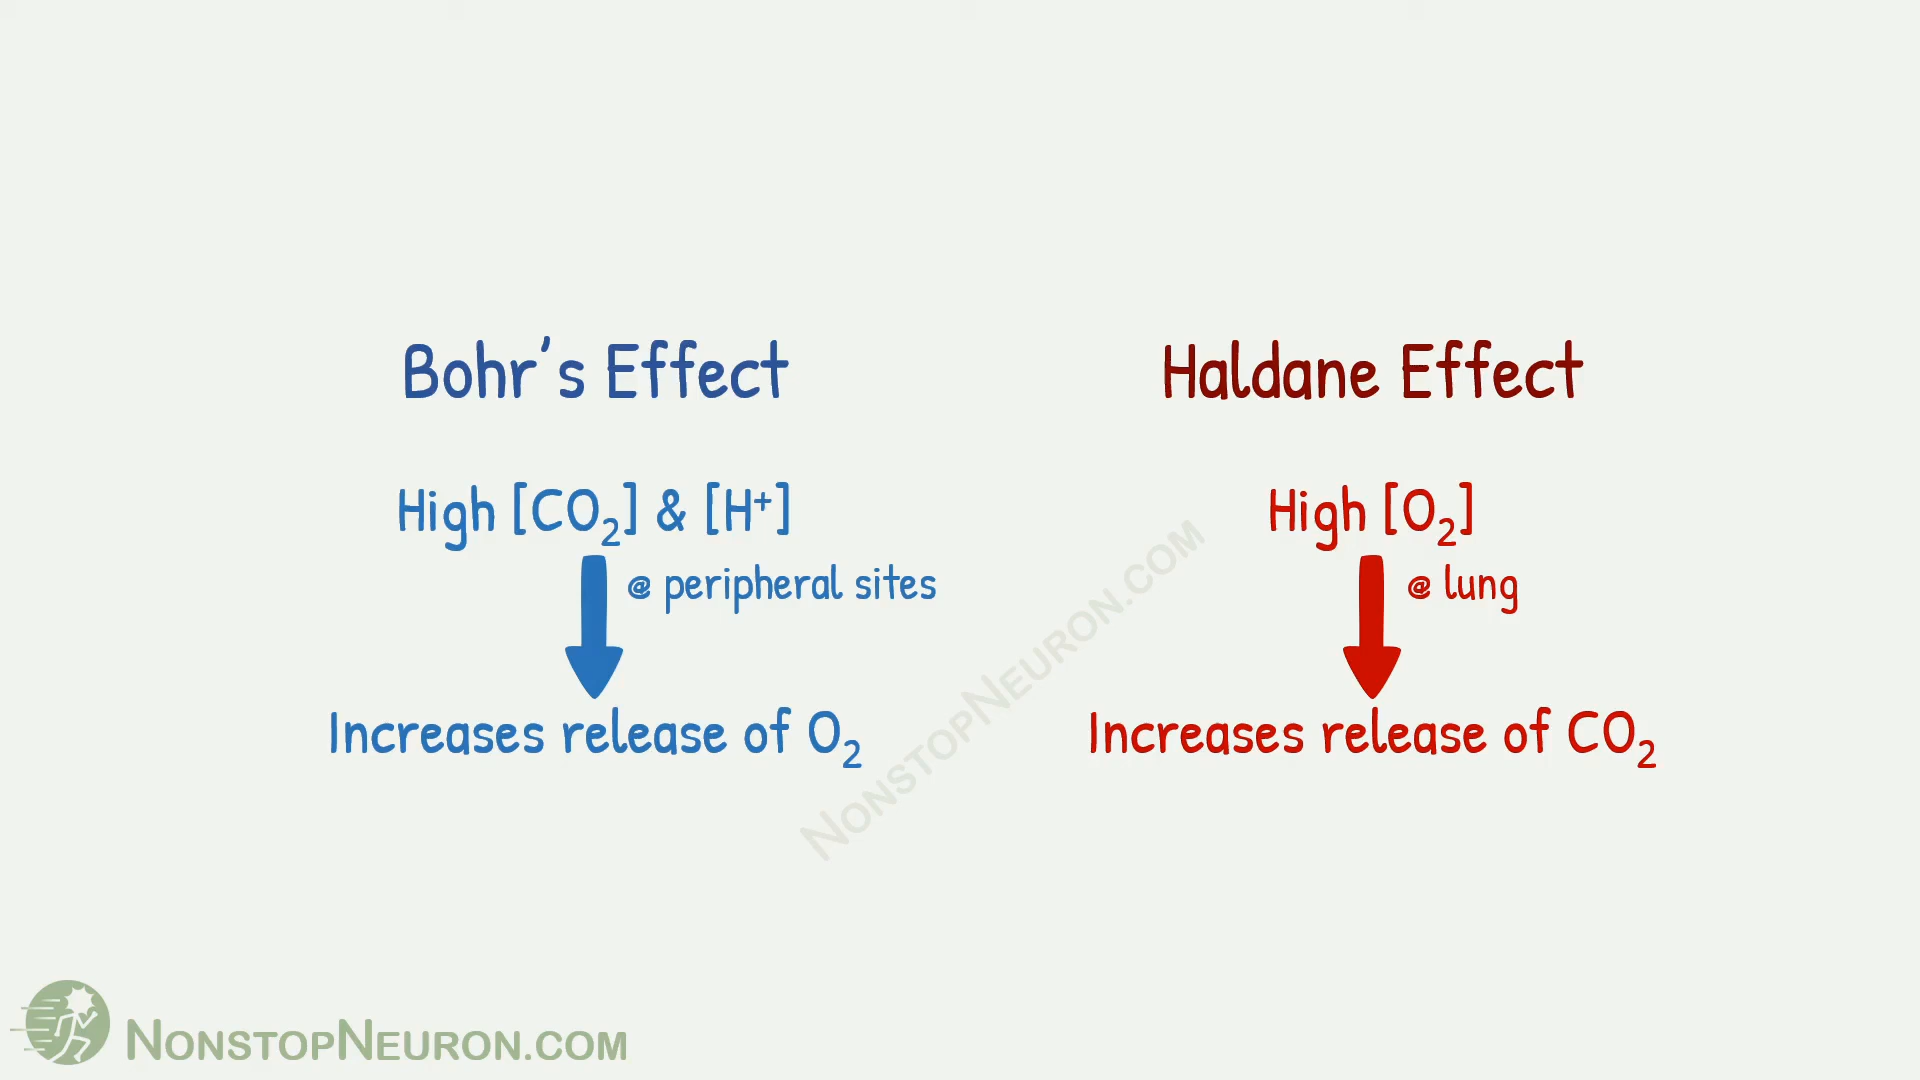 Bohr’s Effect
High [CO₂] & [H⁺]
@ peripheral sites
Increases release of O₂
Haldane Effect
High [O₂]
@ lung
Increases release of CO₂
NonstopNeuron.com
NonstopNeuron.com